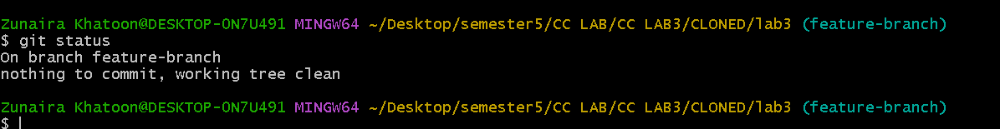 Zunaira Khatoon@DESKTOP-ON7U491 MINGW64 ~/Desktop/semester5/CC LAB/CC LAB3/CLONED/lab3 (feature-branch)
$ git status
On branch feature-branch
nothing to commit, working tree clean
Zunaira Khatoon@DESKTOP-ON7U491 MINGW64 ~/Desktop/semester5/CC LAB/CC LAB3/CLONED/lab3 (feature-branch)
$